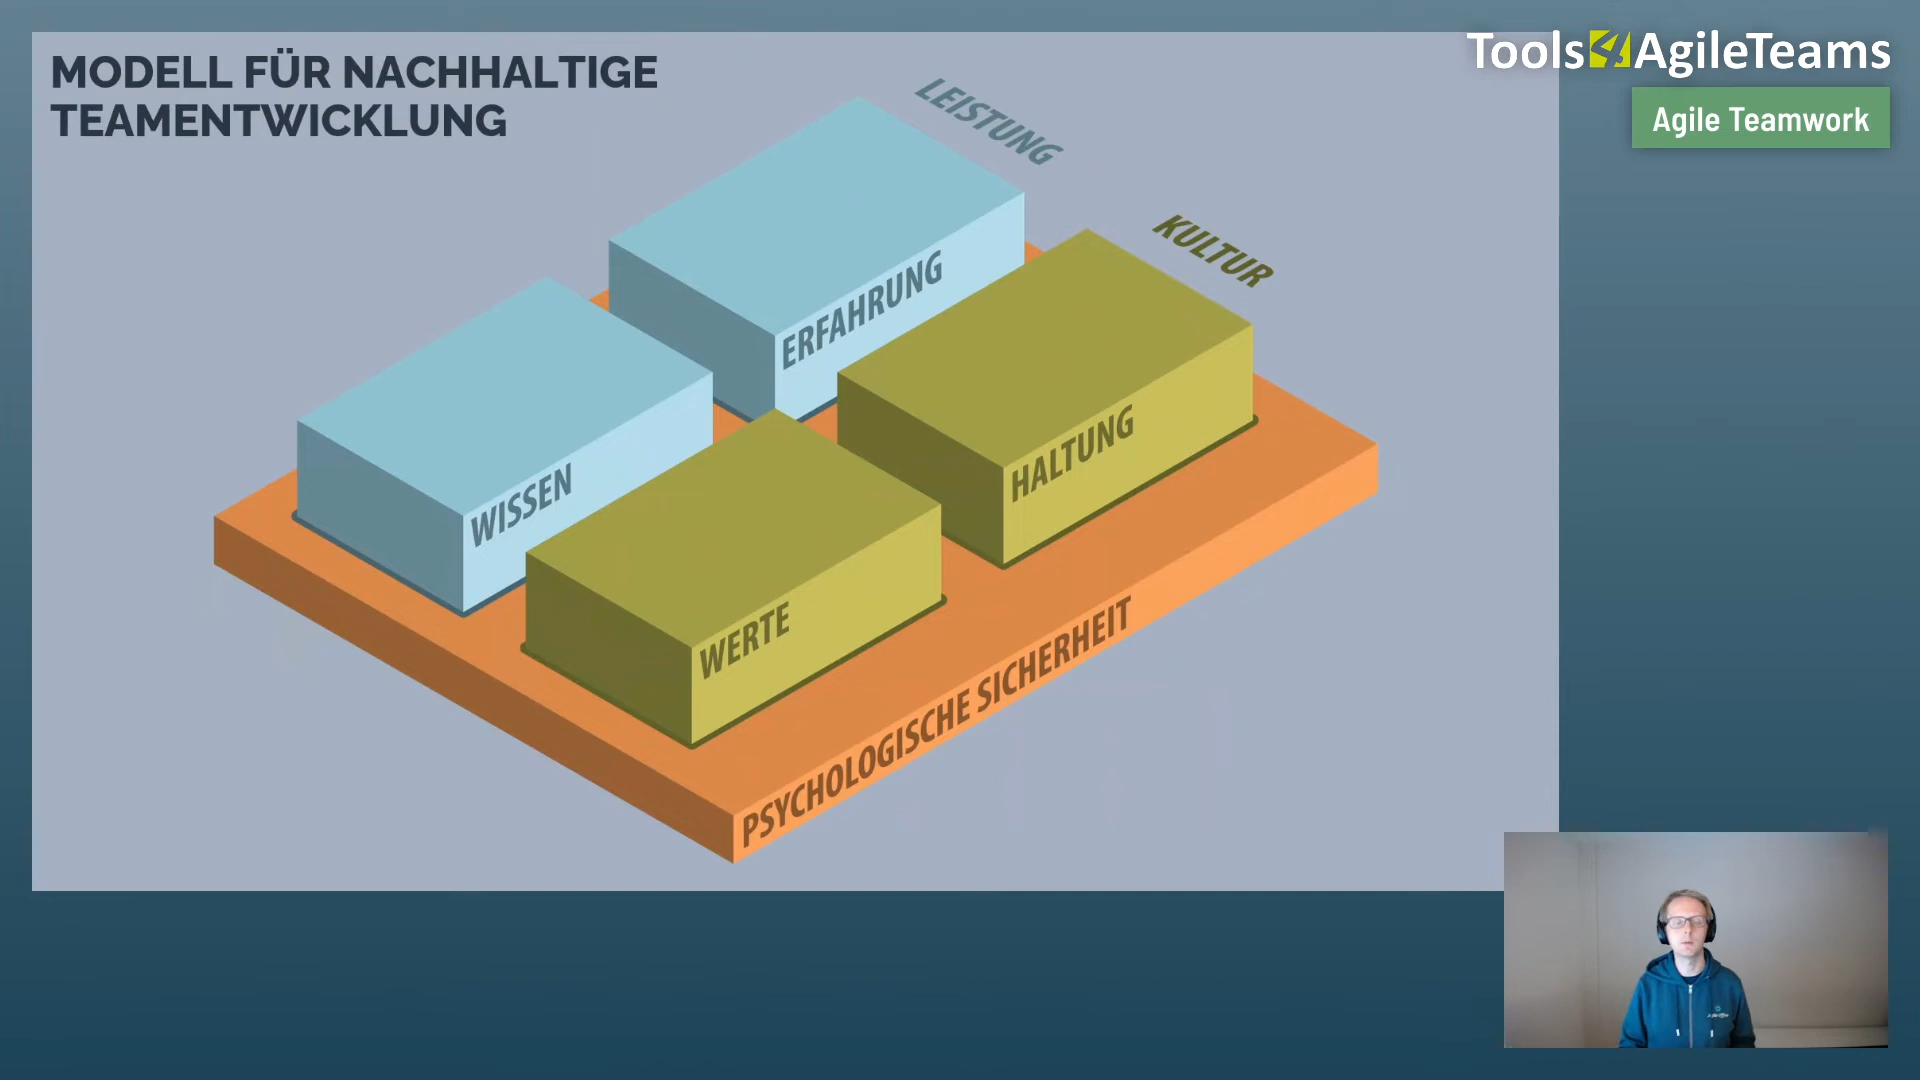 MODELL FÜR NACHHALTIGE
TEAMENTWICKLUNG
Tools4AgileTeams
Agile Teamwork
LEISTUNG
KULTUR
ERFAHRUNG
HALTUNG
WISSEN
WERTE
PSYCHOLOGISCHE SICHERHEIT